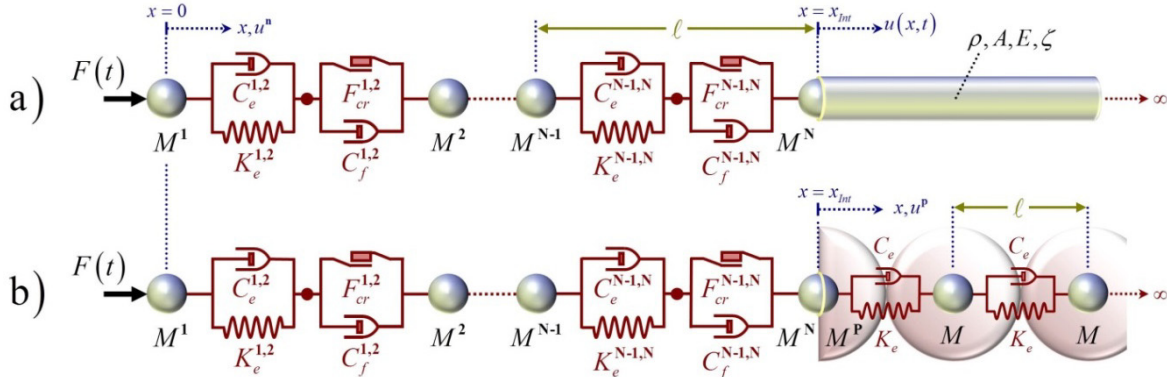 x = 0
x, uⁿ
ℓ
x = x_Int
u(x,t)
ρ, A, E, ζ
F(t)
a)
C_e^{1,2}
F_cr^{1,2}
C_e^{N-1,N}
F_cr^{N-1,N}
∞
M^1
K_e^{1,2}
C_f^{1,2}
M^2
M^{N-1}
K_e^{N-1,N}
C_f^{N-1,N}
M^N
x = x_Int
x, u^p
ℓ
F(t)
b)
C_e^{1,2}
F_cr^{1,2}
C_e^{N-1,N}
F_cr^{N-1,N}
C_e
C_e
∞
M^1
K_e^{1,2}
C_f^{1,2}
M^2
M^{N-1}
K_e^{N-1,N}
C_f^{N-1,N}
M^N
M^P
K_e
M
K_e
M